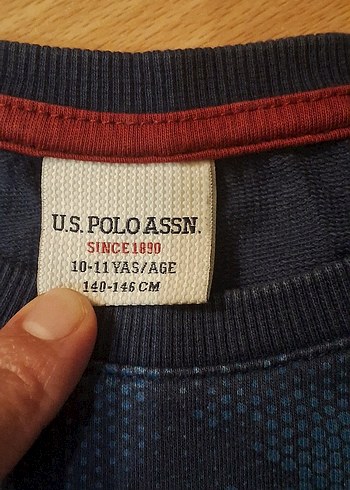 U.S. POLO ASSN.
SINCE 1890
10-11 YAS/AGE
140-146 CM